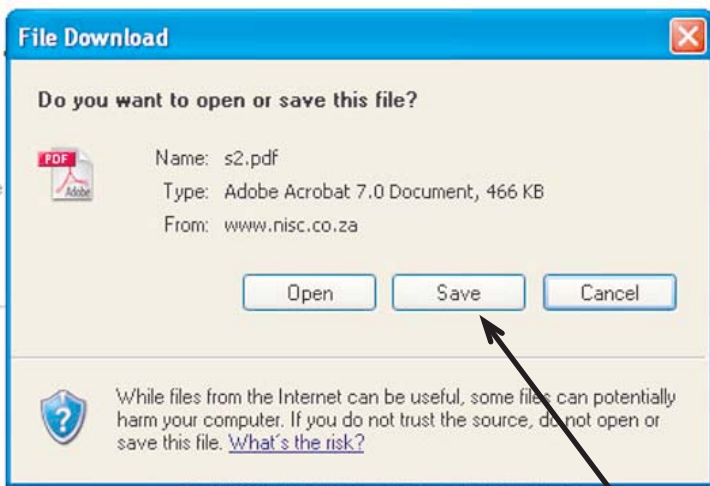 File Download
Do you want to open or save this file?
PDF
Adobe
Name: s2.pdf
Type: Adobe Acrobat 7.0 Document, 466 KB
From: www.nisc.co.za
Open Save Cancel
While files from the Internet can be useful, some files can potentially
harm your computer. If you do not trust the source, do not open or
save this file. What's the risk?